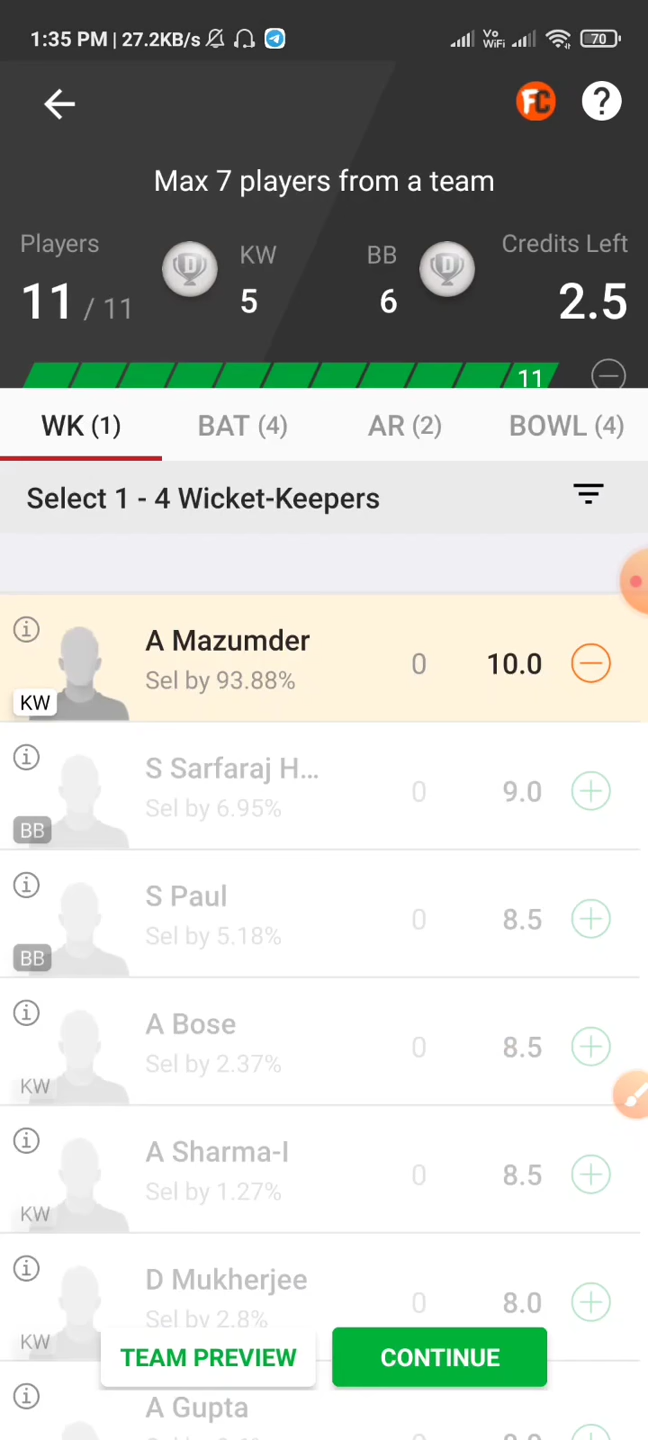 1:35 PM | 27.2KB/s Vo WiFi 70
FC ?
Max 7 players from a team
Players KW BB Credits Left
11 / 11 D 5 6 D 2.5
11
WK (1) BAT (4) AR (2) BOWL (4)
Select 1 - 4 Wicket-Keepers
A Mazumder 0 10.0
Sel by 93.88%
KW
S Sarfaraj H... 0 9.0
Sel by 6.95%
BB
S Paul 0 8.5
Sel by 5.18%
BB
A Bose 0 8.5
Sel by 2.37%
KW
A Sharma-I 0 8.5
Sel by 1.27%
KW
D Mukherjee 0 8.0
Sel by 2.8%
KW
TEAM PREVIEW CONTINUE
A Gupta